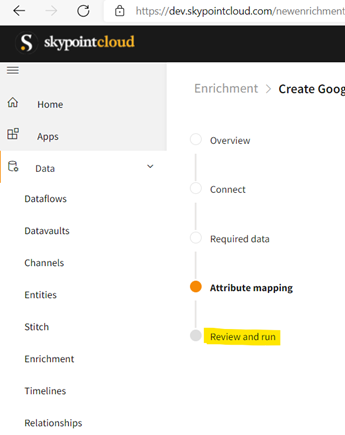 https://dev.skypointcloud.com/newenrichment
skypointcloud
Home
Apps
Data
Dataflows
Datavaults
Channels
Entities
Stitch
Enrichment
Timelines
Relationships
Enrichment > Create Goog
Overview
Connect
Required data
Attribute mapping
Review and run